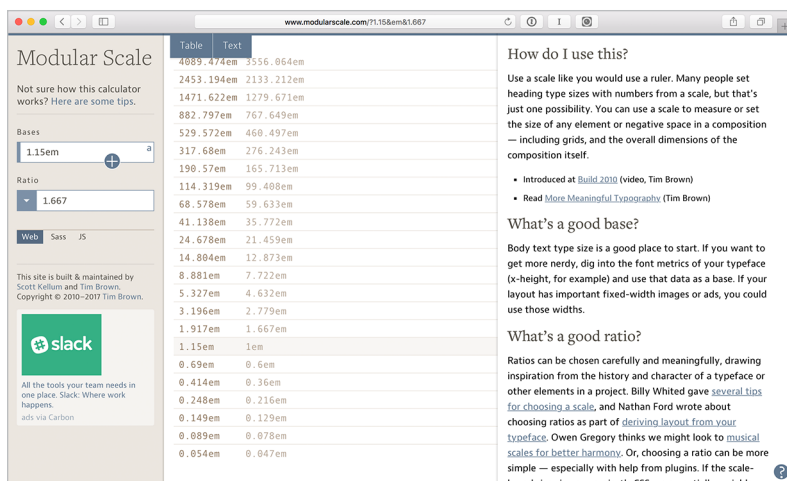 www.modularscale.com/?1.15&em&1.667
Modular Scale
Not sure how this calculator
works? Here are some tips.
Bases
1.15em
a
Ratio
1.667
Web Sass JS
This site is built & maintained by
Scott Kellum and Tim Brown.
Copyright © 2010–2017 Tim Brown.
slack
All the tools your team needs in
one place. Slack: Where work
happens.
ads via Carbon
Table Text
4089.474em 3556.064em
2453.194em 2133.212em
1471.622em 1279.671em
882.797em 767.649em
529.572em 460.497em
317.68em 276.243em
190.57em 165.713em
114.319em 99.408em
68.578em 59.633em
41.138em 35.772em
24.678em 21.459em
14.804em 12.873em
8.881em 7.722em
5.327em 4.632em
3.196em 2.779em
1.917em 1.667em
1.15em 1em
0.69em 0.6em
0.414em 0.36em
0.248em 0.216em
0.149em 0.129em
0.089em 0.078em
0.054em 0.047em
How do I use this?
Use a scale like you would use a ruler. Many people set
heading type sizes with numbers from a scale, but that's
just one possibility. You can use a scale to measure or set
the size of any element or negative space in a composition
— including grids, and the overall dimensions of the
composition itself.
• Introduced at Build 2010 (video, Tim Brown)
• Read More Meaningful Typography (Tim Brown)
What's a good base?
Body text type size is a good place to start. If you want to
get more nerdy, dig into the font metrics of your typeface
(x-height, for example) and use that data as a base. If your
layout has important fixed-width images or ads, you could
use those widths.
What's a good ratio?
Ratios can be chosen carefully and meaningfully, drawing
inspiration from the history and character of a typeface or
other elements in a project. Billy Whited gave several tips
for choosing a scale, and Nathan Ford wrote about
choosing ratios as part of deriving layout from your
typeface. Owen Gregory thinks we might look to musical
scales for better harmony. Or, choosing a ratio can be more
simple — especially with help from plugins. If the scale-
?